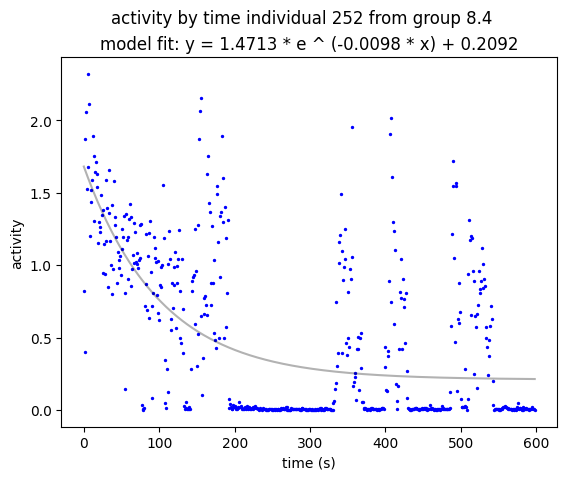 activity by time individual 252 from group 8.4
model fit: y = 1.4713 * e ^ (-0.0098 * x) + 0.2092
2.0
1.5
1.0
0.5
0.0
activity
0 100 200 300 400 500 600
time (s)